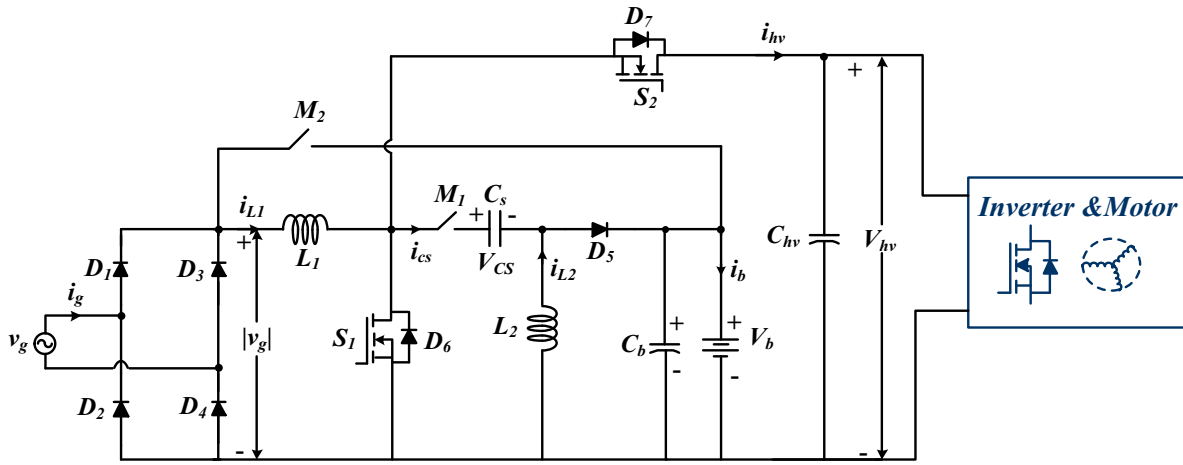 D7
ihv
S2
+
M2
iL1
+
L1
M1
+
Cs
-
ics
VCS
iL2
D5
ib
Chv
Vhv
Inverter &Motor
D1
D3
ig
vg
|vg|
S1
D6
L2
Cb
+
-
+
Vb
-
D2
D4
-
-